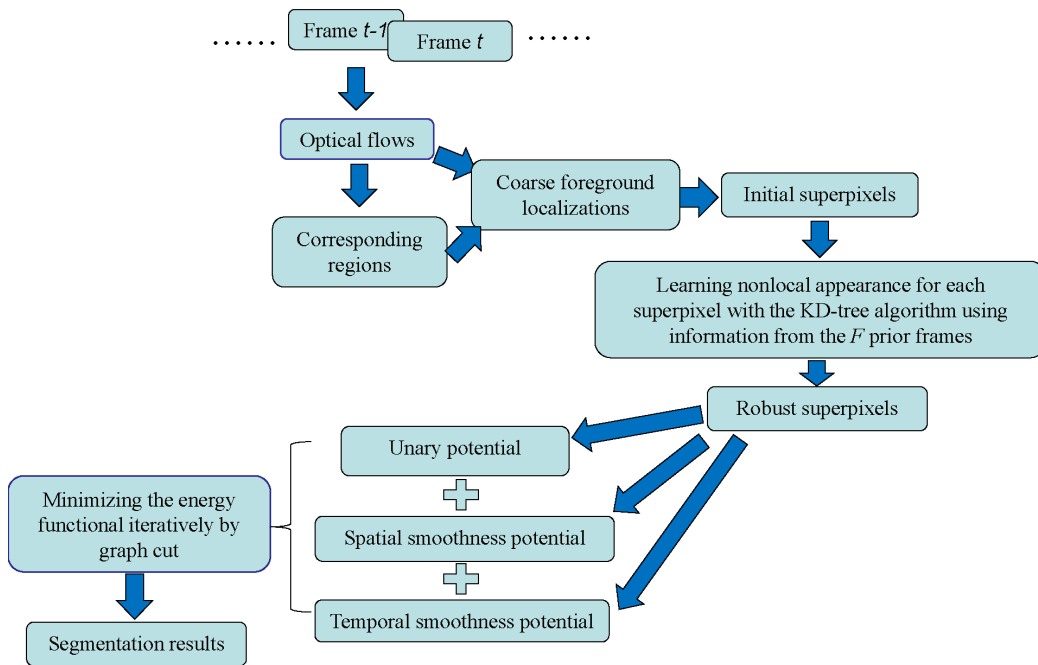 ...... Frame t-1 Frame t ......
Optical flows
Coarse foreground
localizations
Initial superpixels
Corresponding
regions
Learning nonlocal appearance for each
superpixel with the KD-tree algorithm using
information from the F prior frames
Robust superpixels
Unary potential
Minimizing the energy
functional iteratively by
graph cut
Spatial smoothness potential
Temporal smoothness potential
Segmentation results